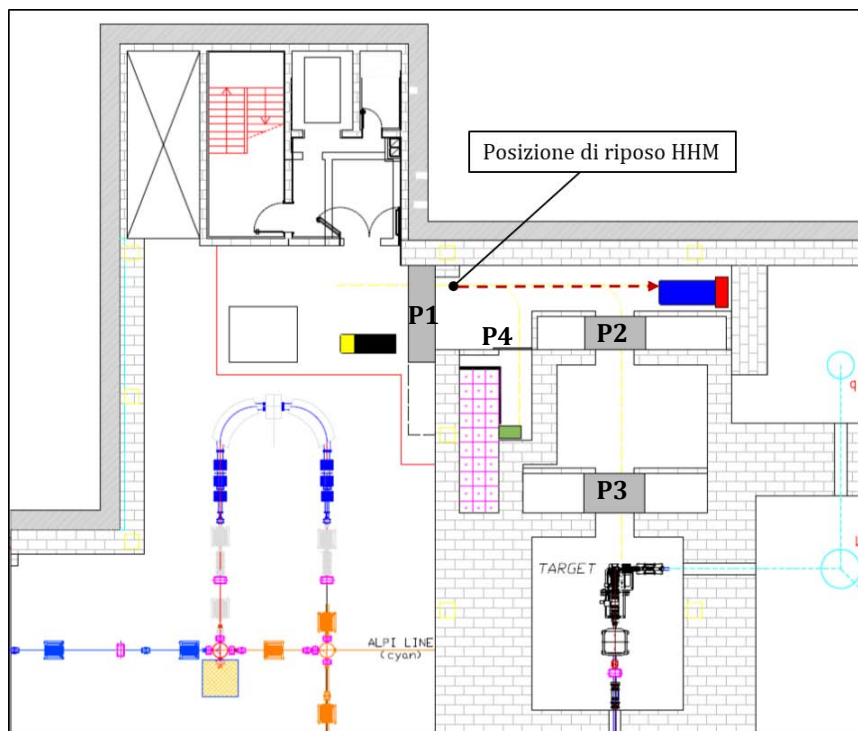 Posizione di riposo HHM
P1
P2
P4
P3
TARGET
ALPI LINE
(cyan)